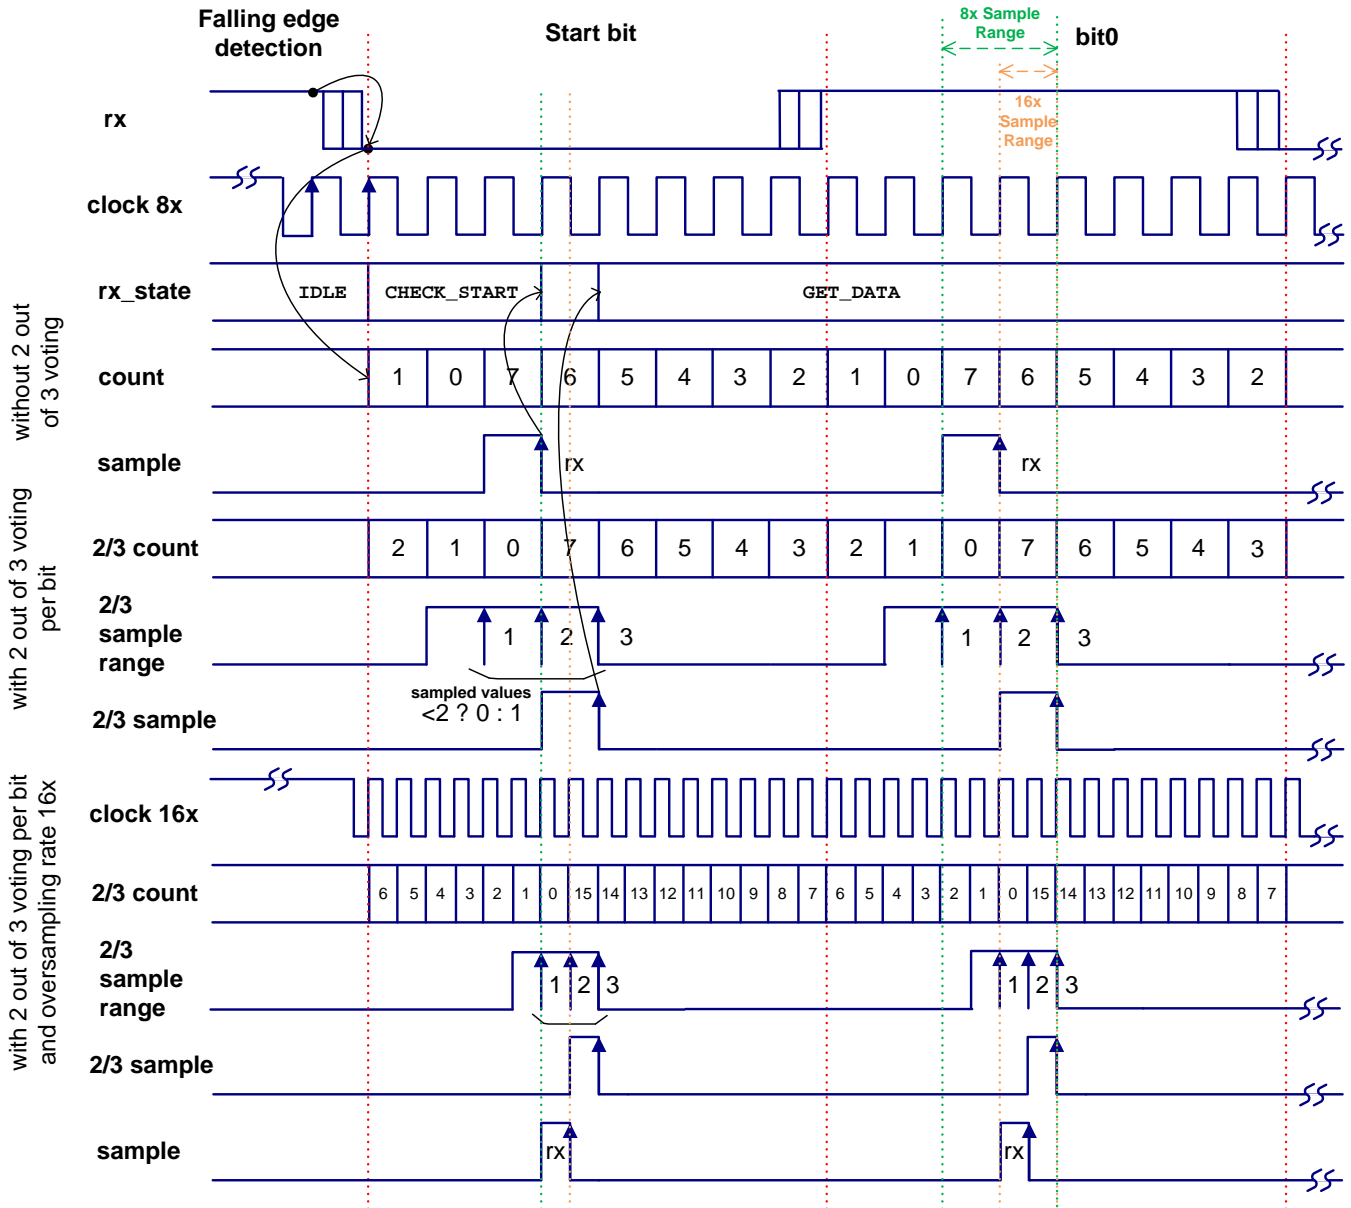 Falling edge
detection
Start bit
8x Sample
Range
bit0
16x
Sample
Range
rx
clock 8x
rx_state
IDLE
CHECK_START
GET_DATA
without 2 out
of 3 voting
count
1 0 7 6 5 4 3 2 1 0 7 6 5 4 3 2
sample
rx
rx
with 2 out of 3 voting
per bit
2/3 count
2 1 0 7 6 5 4 3 2 1 0 7 6 5 4 3
2/3
sample
range
1 2 3
1 2 3
sampled values
<2 ? 0 : 1
2/3 sample
with 2 out of 3 voting per bit
and oversampling rate 16x
clock 16x
2/3 count
6 5 4 3 2 1 0 15 14 13 12 11 10 9 8 7 6 5 4 3 2 1 0 15 14 13 12 11 10 9 8 7
2/3
sample
range
1 2 3
1 2 3
2/3 sample
sample
rx
rx